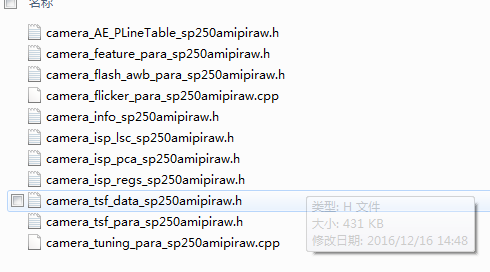 名称
camera_AE_PLineTable_sp250amipiraw.h
camera_feature_para_sp250amipiraw.h
camera_flash_awb_para_sp250amipiraw.h
camera_flicker_para_sp250amipiraw.cpp
camera_info_sp250amipiraw.h
camera_isp_lsc_sp250amipiraw.h
camera_isp_pca_sp250amipiraw.h
camera_isp_regs_sp250amipiraw.h
camera_tsf_data_sp250amipiraw.h
类型: H 文件
大小: 431 KB
修改日期: 2016/12/16 14:48
camera_tsf_para_sp250amipiraw.h
camera_tuning_para_sp250amipiraw.cpp